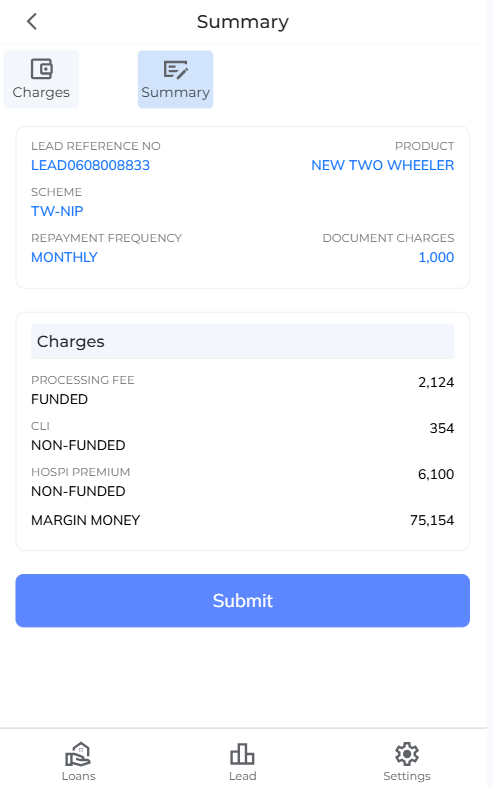 Summary
Charges
Summary
LEAD REFERENCE NO PRODUCT
LEAD0608008833 NEW TWO WHEELER
SCHEME
TW-NIP
REPAYMENT FREQUENCY DOCUMENT CHARGES
MONTHLY 1,000
Charges
PROCESSING FEE 2,124
FUNDED
CLI 354
NON-FUNDED
HOSPI PREMIUM 6,100
NON-FUNDED
MARGIN MONEY 75,154
Submit
Loans Lead Settings